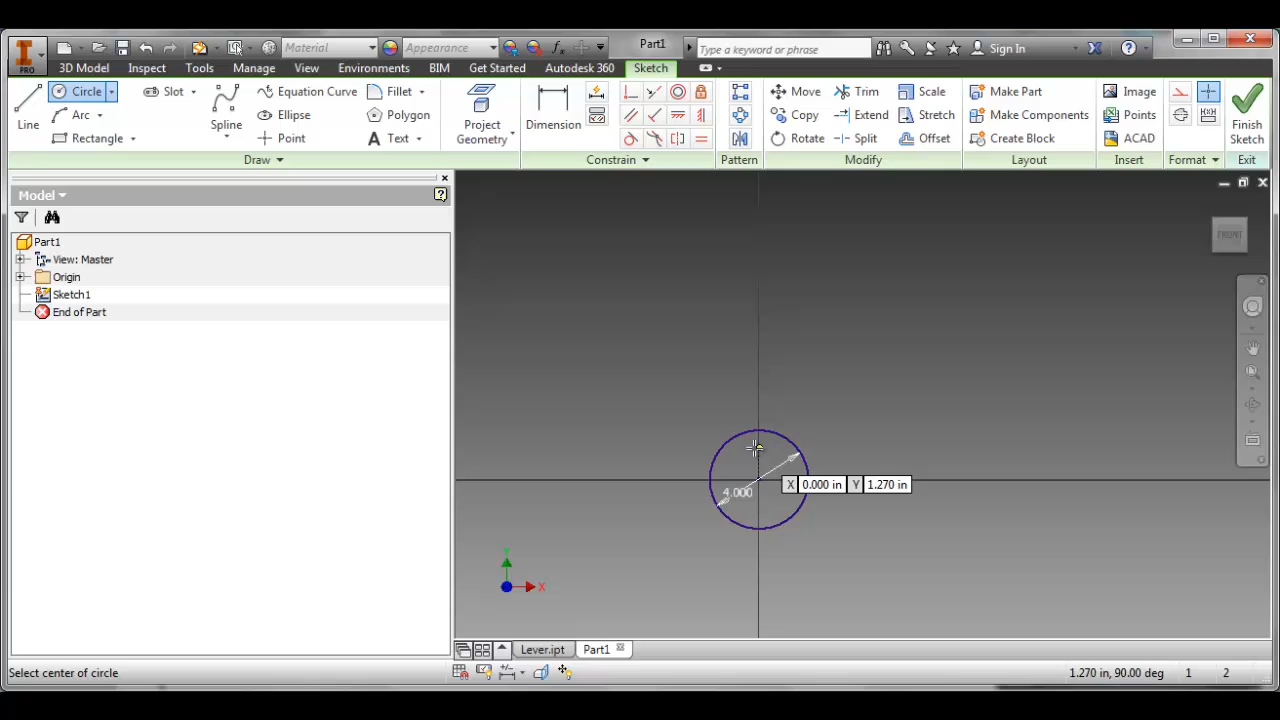 Material
Appearance
fx
Part1
Type a keyword or phrase
Sign In
PRO
3D Model Inspect Tools Manage View Environments BIM Get Started Autodesk 360 Sketch
Line
Circle
Arc
Rectangle
Slot
Spline
Equation Curve
Ellipse
Point
Fillet
Polygon
Text
Draw
Project
Geometry
Dimension
Constrain
Pattern
Move
Copy
Rotate
Trim
Extend
Split
Scale
Stretch
Offset
Modify
Make Part
Make Components
Create Block
Layout
Image
Points
ACAD
Insert
Format
Finish
Sketch
Exit
Model
Part1
View: Master
Origin
Sketch1
End of Part
FRONT
4.000
X 0.000 in Y 1.270 in
Y
X
Lever.ipt Part1
Select center of circle
1.270 in, 90.00 deg 1 2